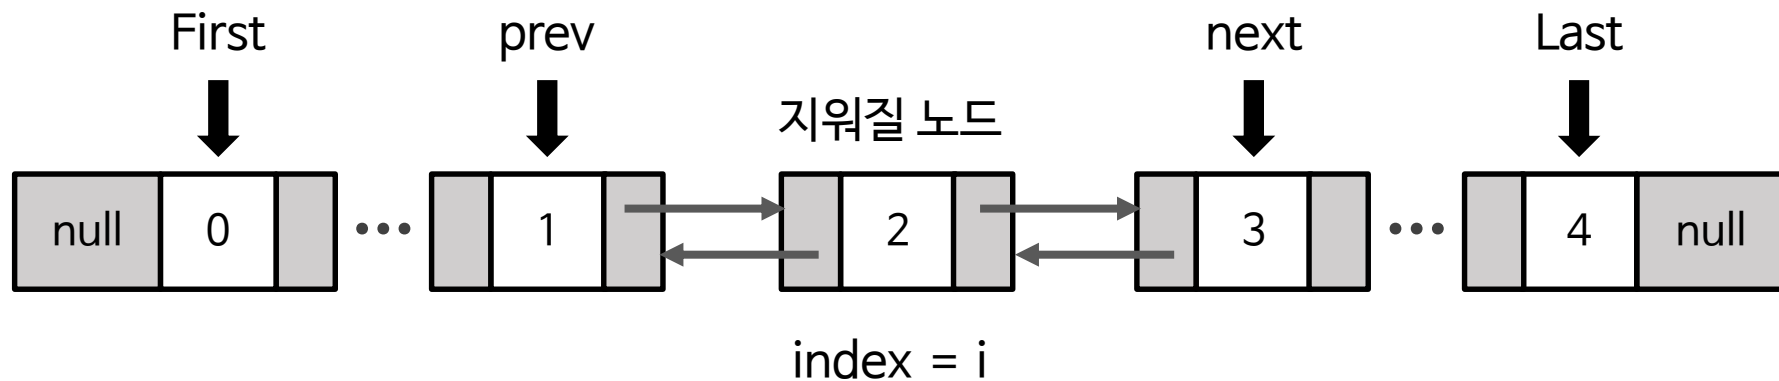 First prev next Last
지워질 노드
null 0 1 2 3 4 null
index = i